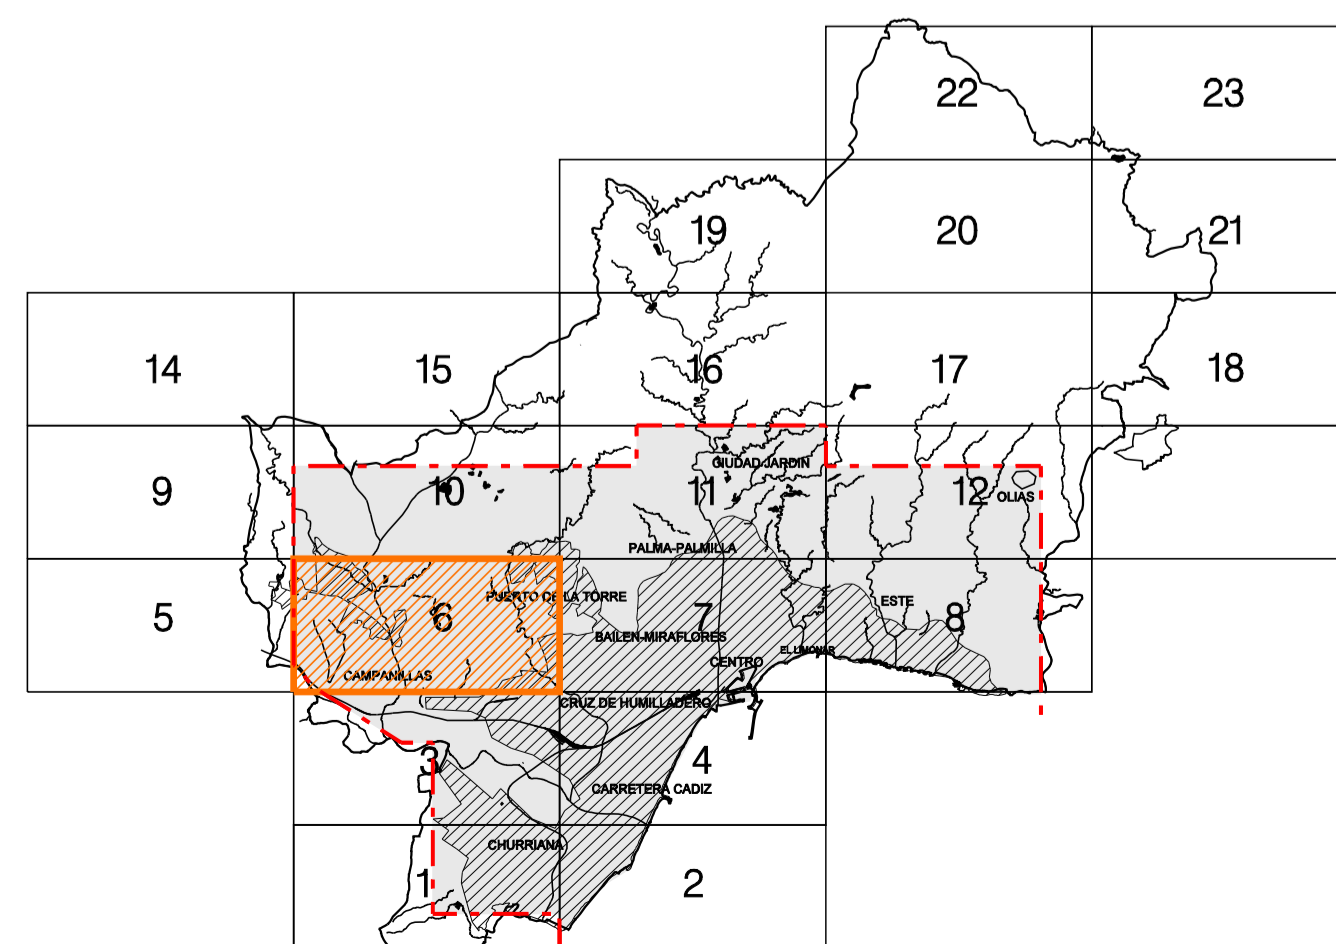 22
23
19
20
21
14
15
16
17
18
CIUDAD JARDIN
9
10
11
12
OLIAS
PALMA-PALMILLA
PUERTO DE LA TORRE
ESTE
5
6
7
8
BAILEN-MIRAFLORES
EL LIMONAR
CENTRO
CAMPANILLAS
CRUZ DE HUMILLADERO
3
4
CARRETERA CADIZ
CHURRIANA
1
2